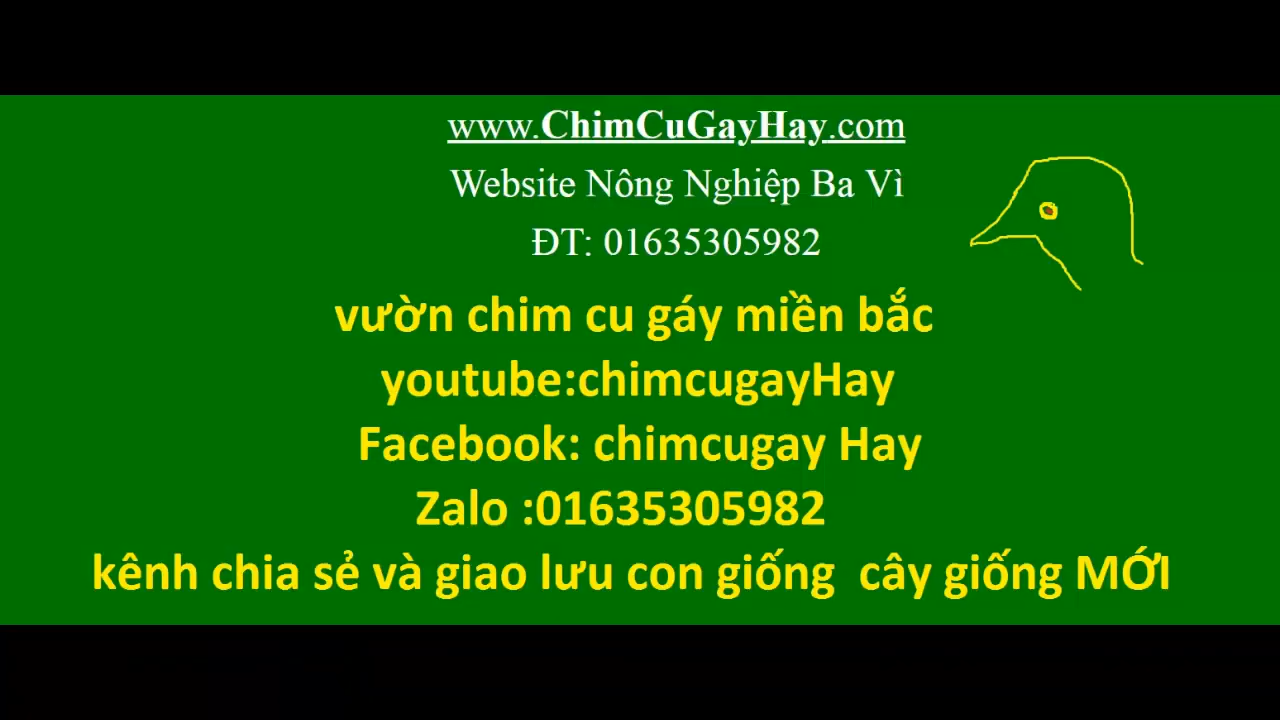 www.ChimCuGayHay.com
Website Nông Nghiệp Ba Vì
ĐT: 01635305982
vườn chim cu gáy miền bắc
youtube:chimcugayHay
Facebook: chimcugay Hay
Zalo :01635305982
kênh chia sẻ và giao lưu con giống  cây giống MỚI